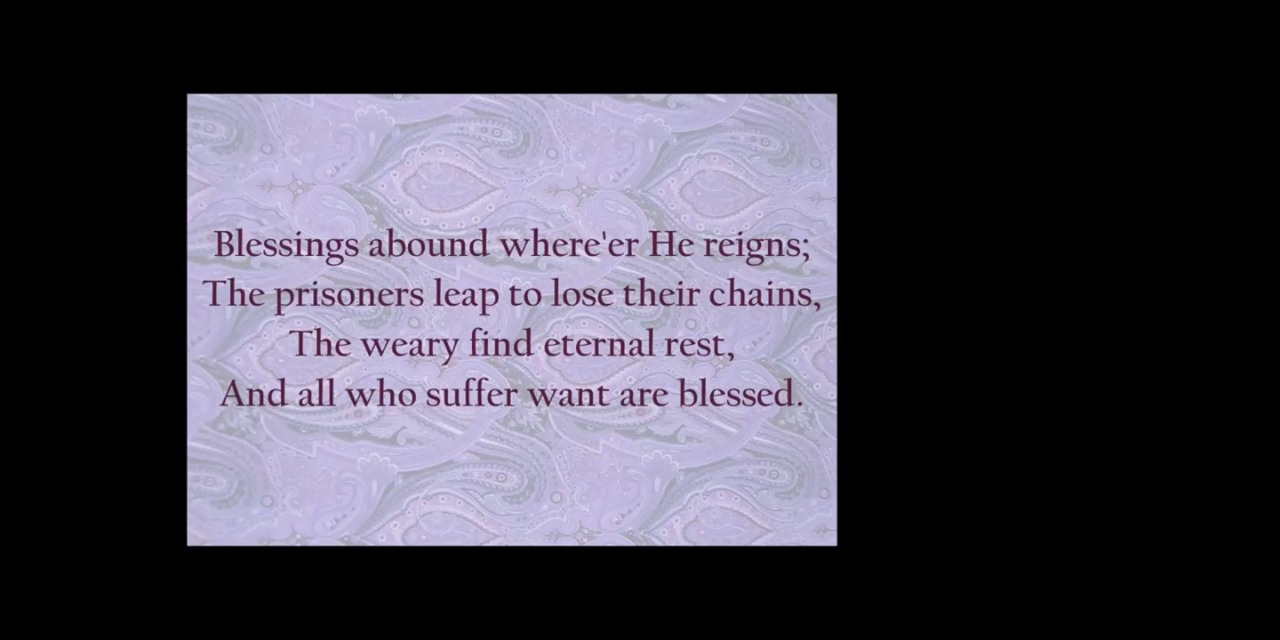 Blessings abound where'er He reigns;
The prisoners leap to lose their chains,
The weary find eternal rest,
And all who suffer want are blessed.